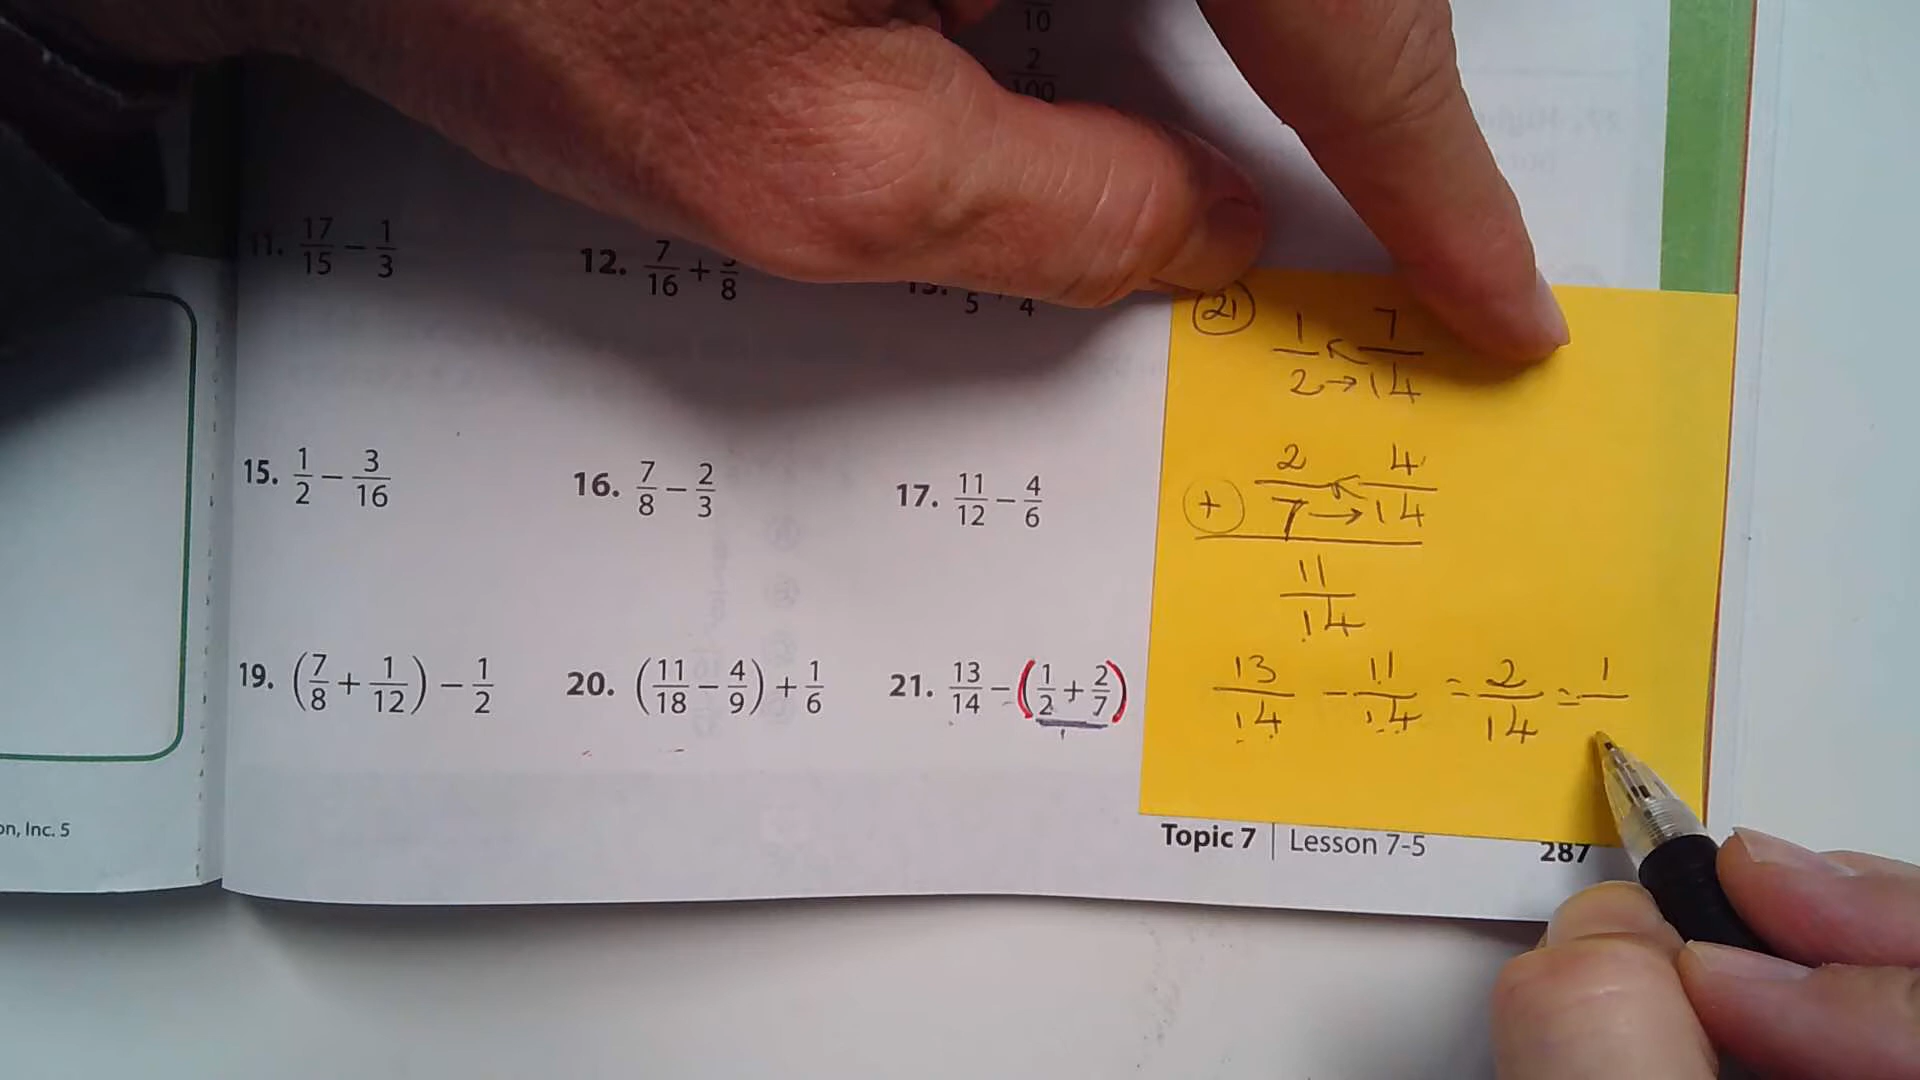 10
2
100
11. 17/15 − 1/3
12. 7/16 + /8
5 + 4
15. 1/2 − 3/16
16. 7/8 − 2/3
17. 11/12 − 4/6
19. (7/8 + 1/12) − 1/2
20. (11/18 − 4/9) + 1/6
21. 13/14 − (1/2 + 2/7)
21
1/2 7/14
+ 2/7 4/14
11/14
13/14 − 11/14 = 2/14 = 1
on, Inc. 5
Topic 7 | Lesson 7-5
287